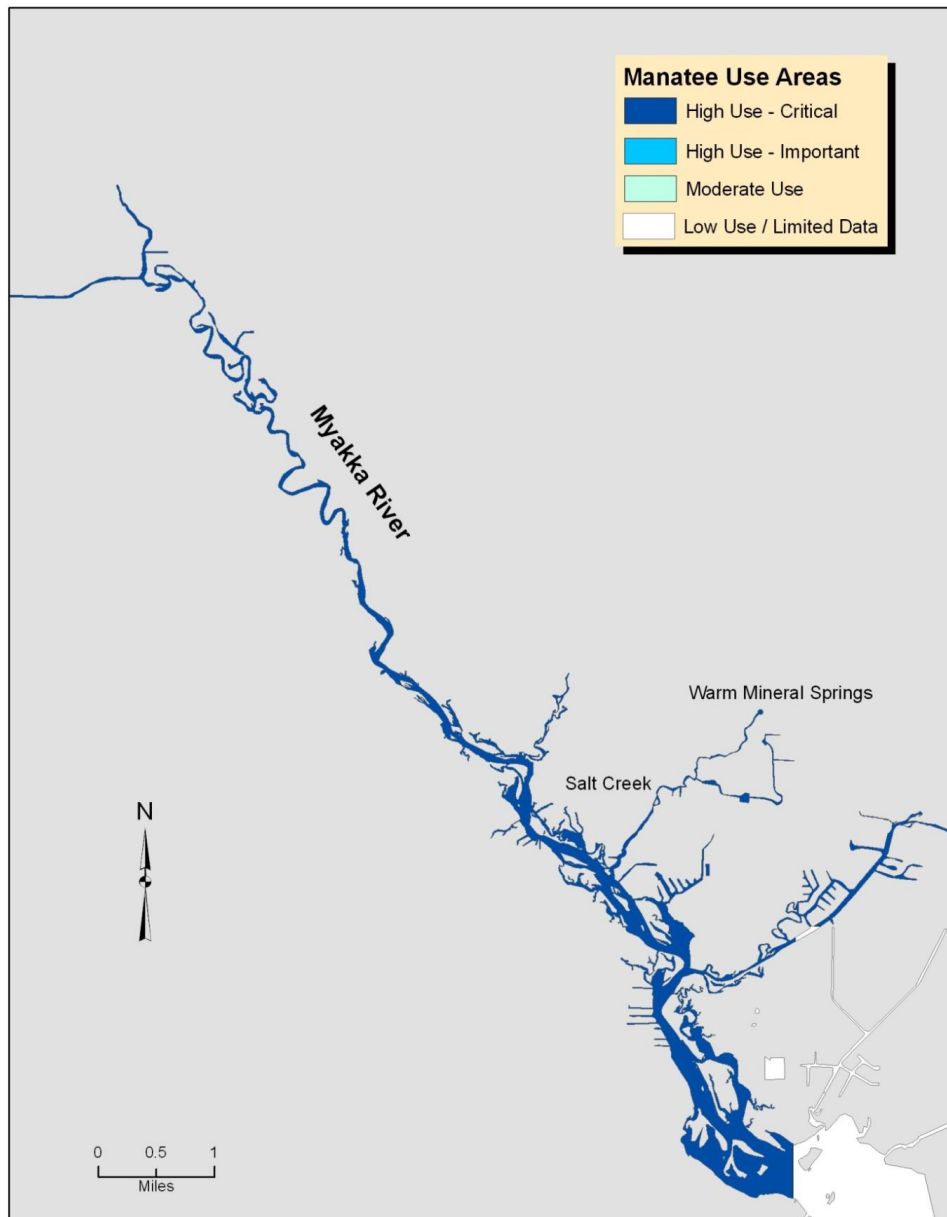 Manatee Use Areas
High Use - Critical
High Use - Important
Moderate Use
Low Use / Limited Data
Myakka River
Warm Mineral Springs
Salt Creek
N
0 0.5 1
Miles